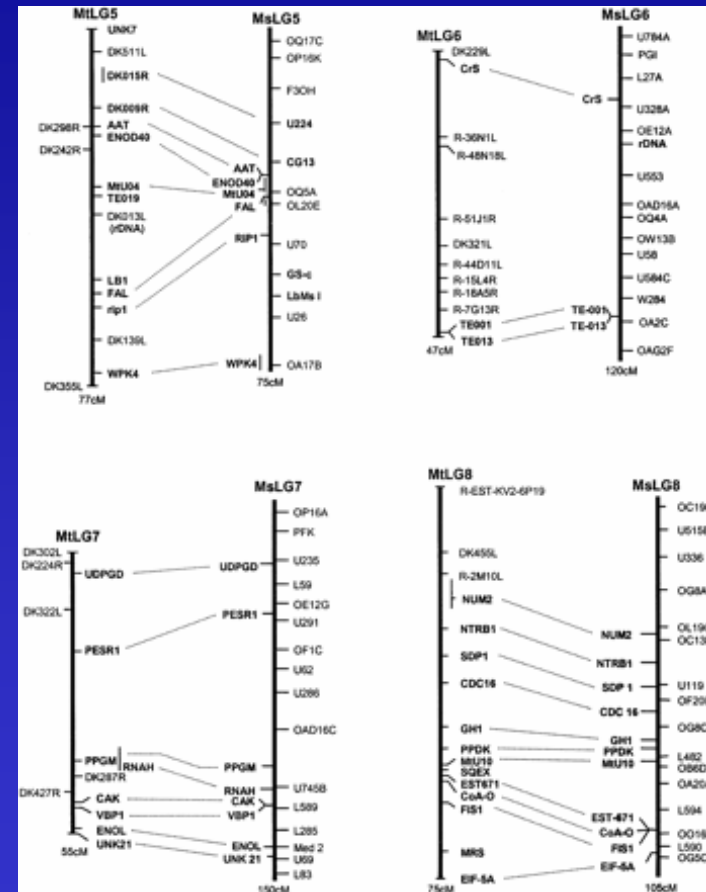 MtLG5
UNK7
DK511L
DK015R
DK009R
DK298R
AAT
ENOD40
DK242R
MtU04
TE019
DK013L
(rDNA)
LB1
FAL
rip1
DK139L
WPK4
DK355L
77cM
MsLG5
OQ17C
OP16K
F3OH
U224
CG13
AAT
ENOD40
MtU04
OQ5A
FAL
OL20E
RIP1
U70
GS-c
LbMs I
U26
WPK4
OA17B
75cM
MtLG6
DK229L
CrS
R-36N1L
R-48N18L
R-51J1R
DK321L
R-44D11L
R-15L4R
R-18A5R
R-7G13R
TE001
TE013
47cM
MsLG6
U784A
PGI
L27A
CrS
U328A
OE12A
rDNA
U553
OAD16A
OQ4A
OW13B
U58
U584C
W284
TE-001
OA2C
TE-013
OAG2F
120cM
MtLG7
DK302L
DK224R
UDPGD
DK322L
PESR1
PPGM
RNAH
DK287R
DK427R
CAK
VBP1
ENOL
UNK21
55cM
MsLG7
OP16A
PFK
U235
UDPGD
L59
OE12G
PESR1
U291
OF1C
U62
U286
OAD16C
PPGM
U745B
RNAH
CAK
L589
VBP1
L285
ENOL
Med 2
UNK 21
U69
L83
150cM
MtLG8
R-EST-KV2-6P19
DK455L
R-2M10L
NUM2
NTRB1
SDP1
CDC16
GH1
PPDK
MtU10
SQEX
EST671
CoA-O
FIS1
MRS
EIF-5A
75cM
MsLG8
U336
NUM2
NTRB1
U119
SDP 1
CDC 16
GH1
PPDK
L482
MtU10
L594
EST-671
CoA-O
L590
FIS1
EIF-5A
105cM